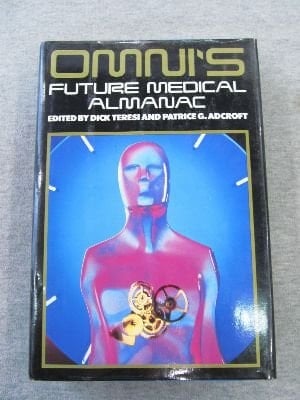 OMNI'S
FUTURE MEDICAL
ALMANAC
EDITED BY DICK TERESI AND PATRICE G. ADCROFT